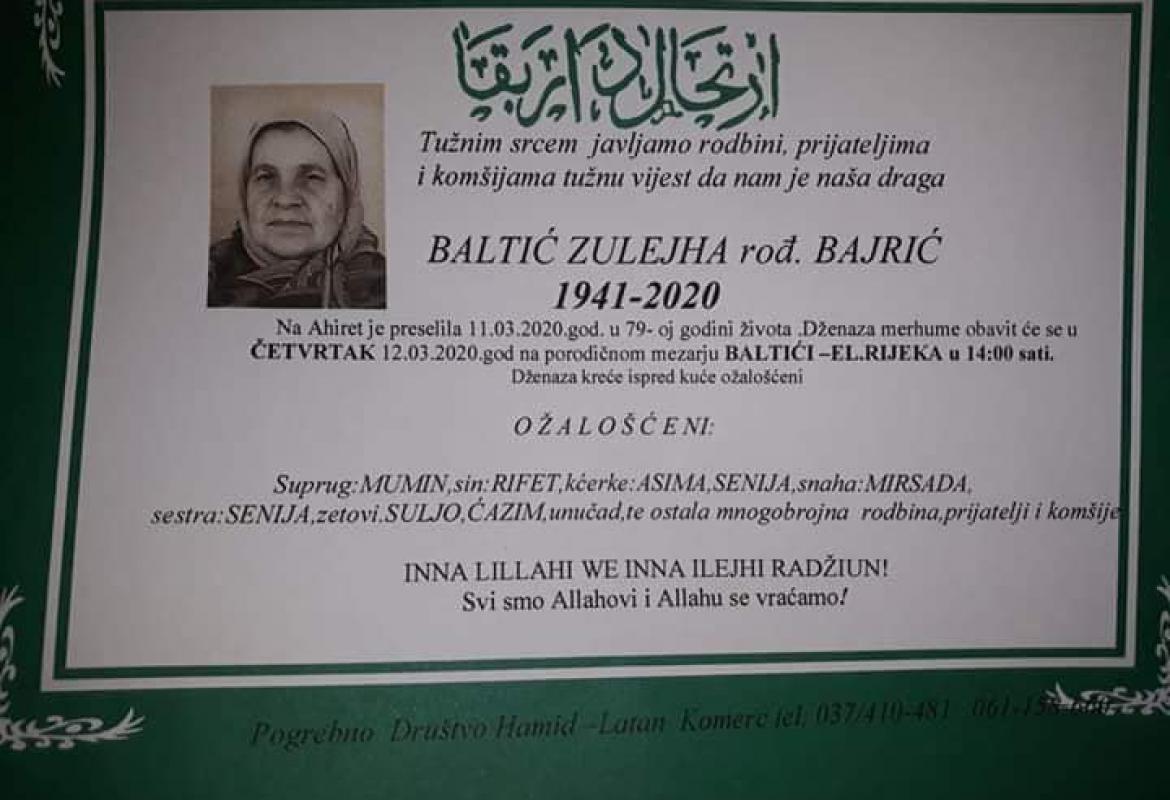 ارتحال دار بقا
Tužnim srcem javljamo rodbini, prijateljima
i komšijama tužnu vijest da nam je naša draga
BALTIĆ ZULEJHA rođ. BAJRIĆ
1941-2020
Na Ahiret je preselila 11.03.2020.god. u 79- oj godini života .Dženaza merhume obavit će se u
ČETVRTAK 12.03.2020.god na porodičnom mezarju BALTIĆI –EL.RIJEKA u 14:00 sati.
Dženaza kreće ispred kuće ožalošćeni
O Ž A L O Š Ć E N I:
Suprug:MUMIN,sin:RIFET,kćerke:ASIMA,SENIJA,snaha:MIRSADA,
sestra:SENIJA,zetovi.SULJO,ĆAZIM,unučad,te ostala mnogobrojna rodbina,prijatelji i komšije
INNA LILLAHI WE INNA ILEJHI RADŽIUN!
Svi smo Allahovi i Allahu se vraćamo!
Pogrebno Društvo Hamid –Latan Komerc tel. 037/410-481